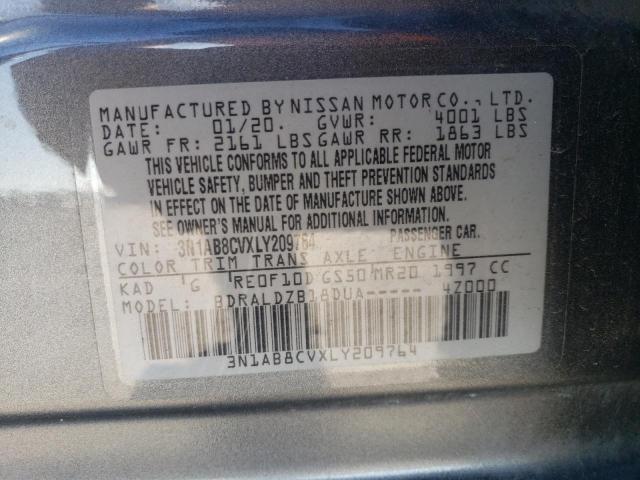 MANUFACTURED BY NISSAN MOTOR CO., LTD.
DATE: 01/20. GVWR: 4001 LBS
GAWR FR: 2161 LBS GAWR RR: 1863 LBS
THIS VEHICLE CONFORMS TO ALL APPLICABLE FEDERAL MOTOR
VEHICLE SAFETY, BUMPER AND THEFT PREVENTION STANDARDS
IN EFFECT ON THE DATE OF MANUFACTURE SHOWN ABOVE.
SEE OWNER'S MANUAL FOR ADDITIONAL INFORMATION.
VIN: 3N1AB8CVXLY209764 PASSENGER CAR.
COLOR TRIM TRANS AXLE ENGINE
KAD G RE0F10D GS50 MR20 1997 CC
MODEL: BDRALDZB18DUA----- 4Z000
3N1AB8CVXLY209764